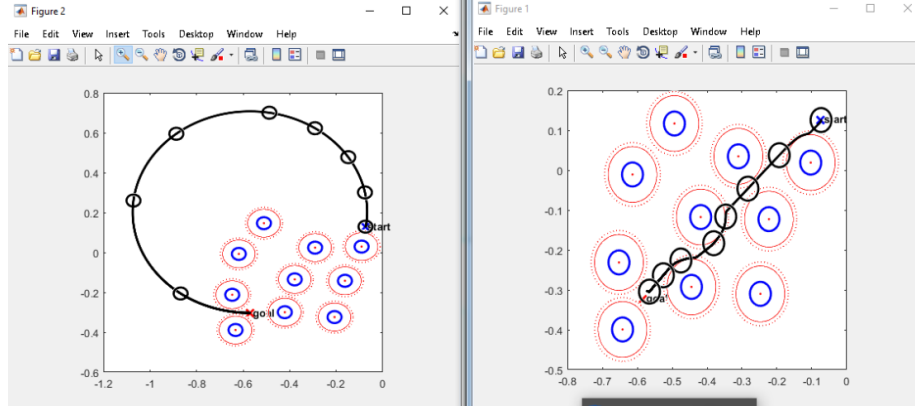 Figure 2
File Edit View Insert Tools Desktop Window Help
0.8
0.6
0.4
0.2
0
-0.2
-0.4
-0.6
-1.2 -1 -0.8 -0.6 -0.4 -0.2 0
start
goal
Figure 1
File Edit View Insert Tools Desktop Window Help
0.2
0.1
0
-0.1
-0.2
-0.3
-0.4
-0.5
-0.8 -0.7 -0.6 -0.5 -0.4 -0.3 -0.2 -0.1 0
start
goal